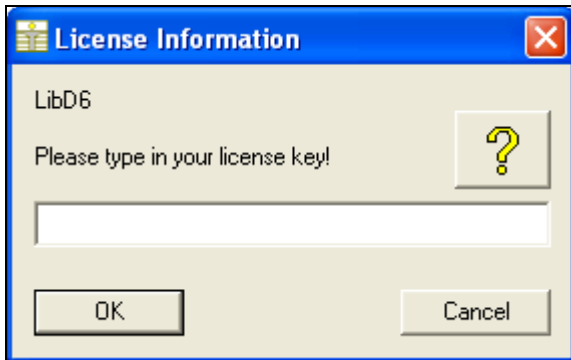 License Information
LibD6
Please type in your license key!
?
OK
Cancel